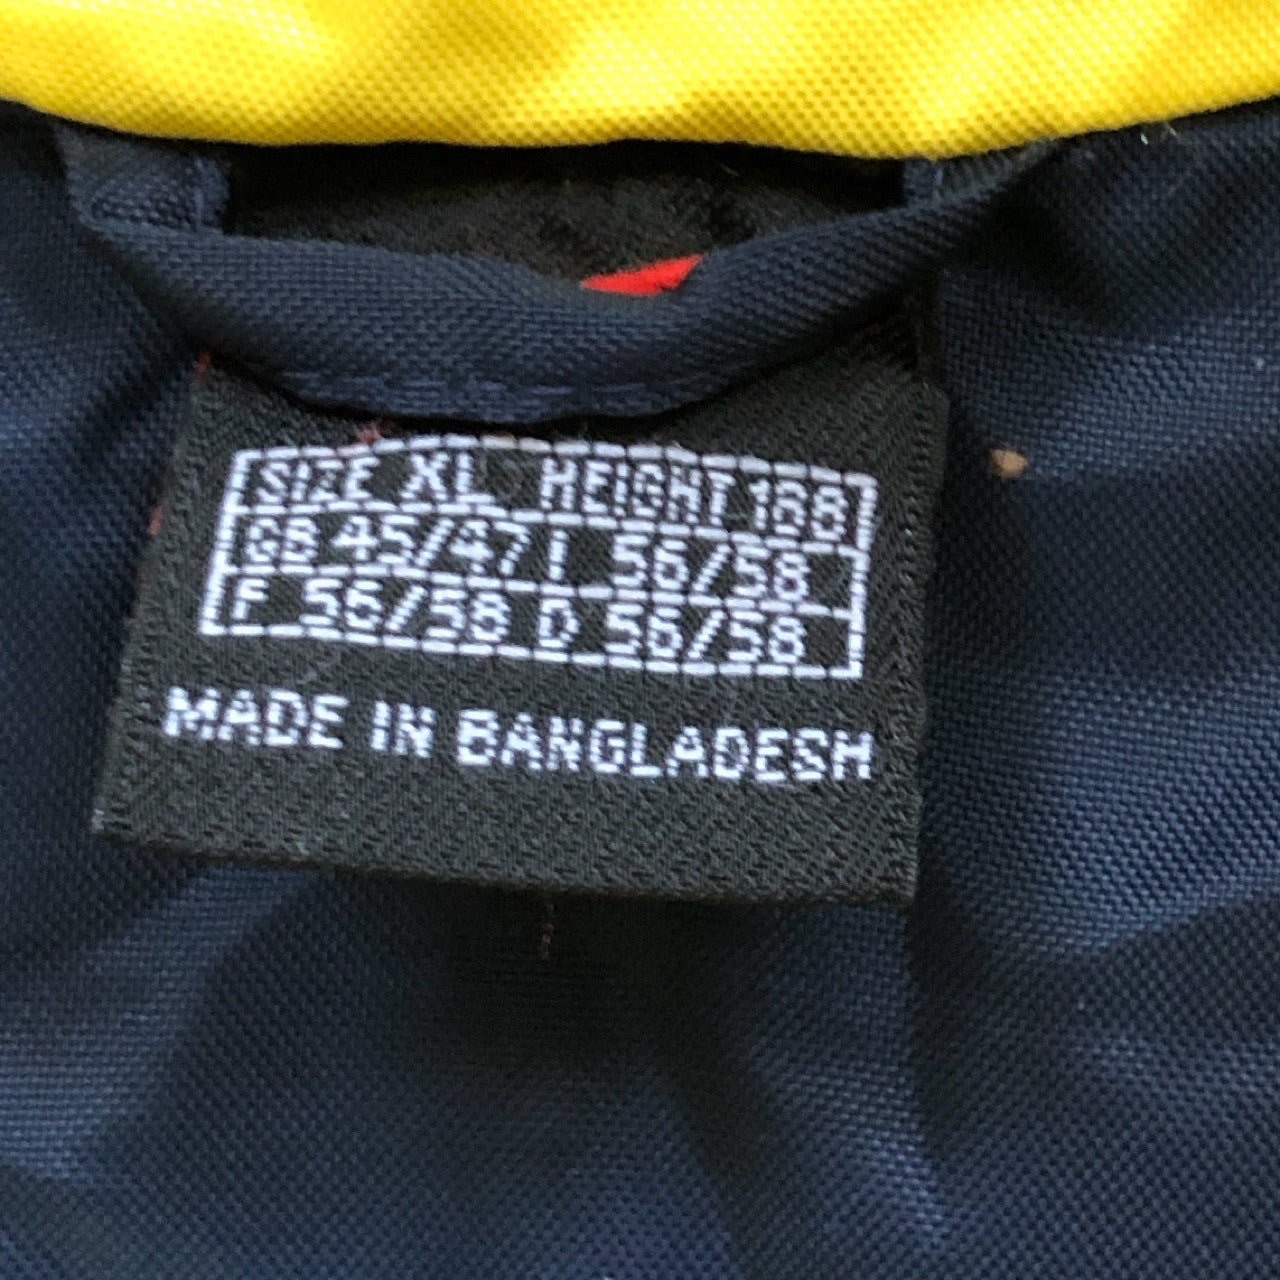 SIZE XL HEIGHT 188
GB 45/47 I 56/58
F 56/58 D 56/58
MADE IN BANGLADESH